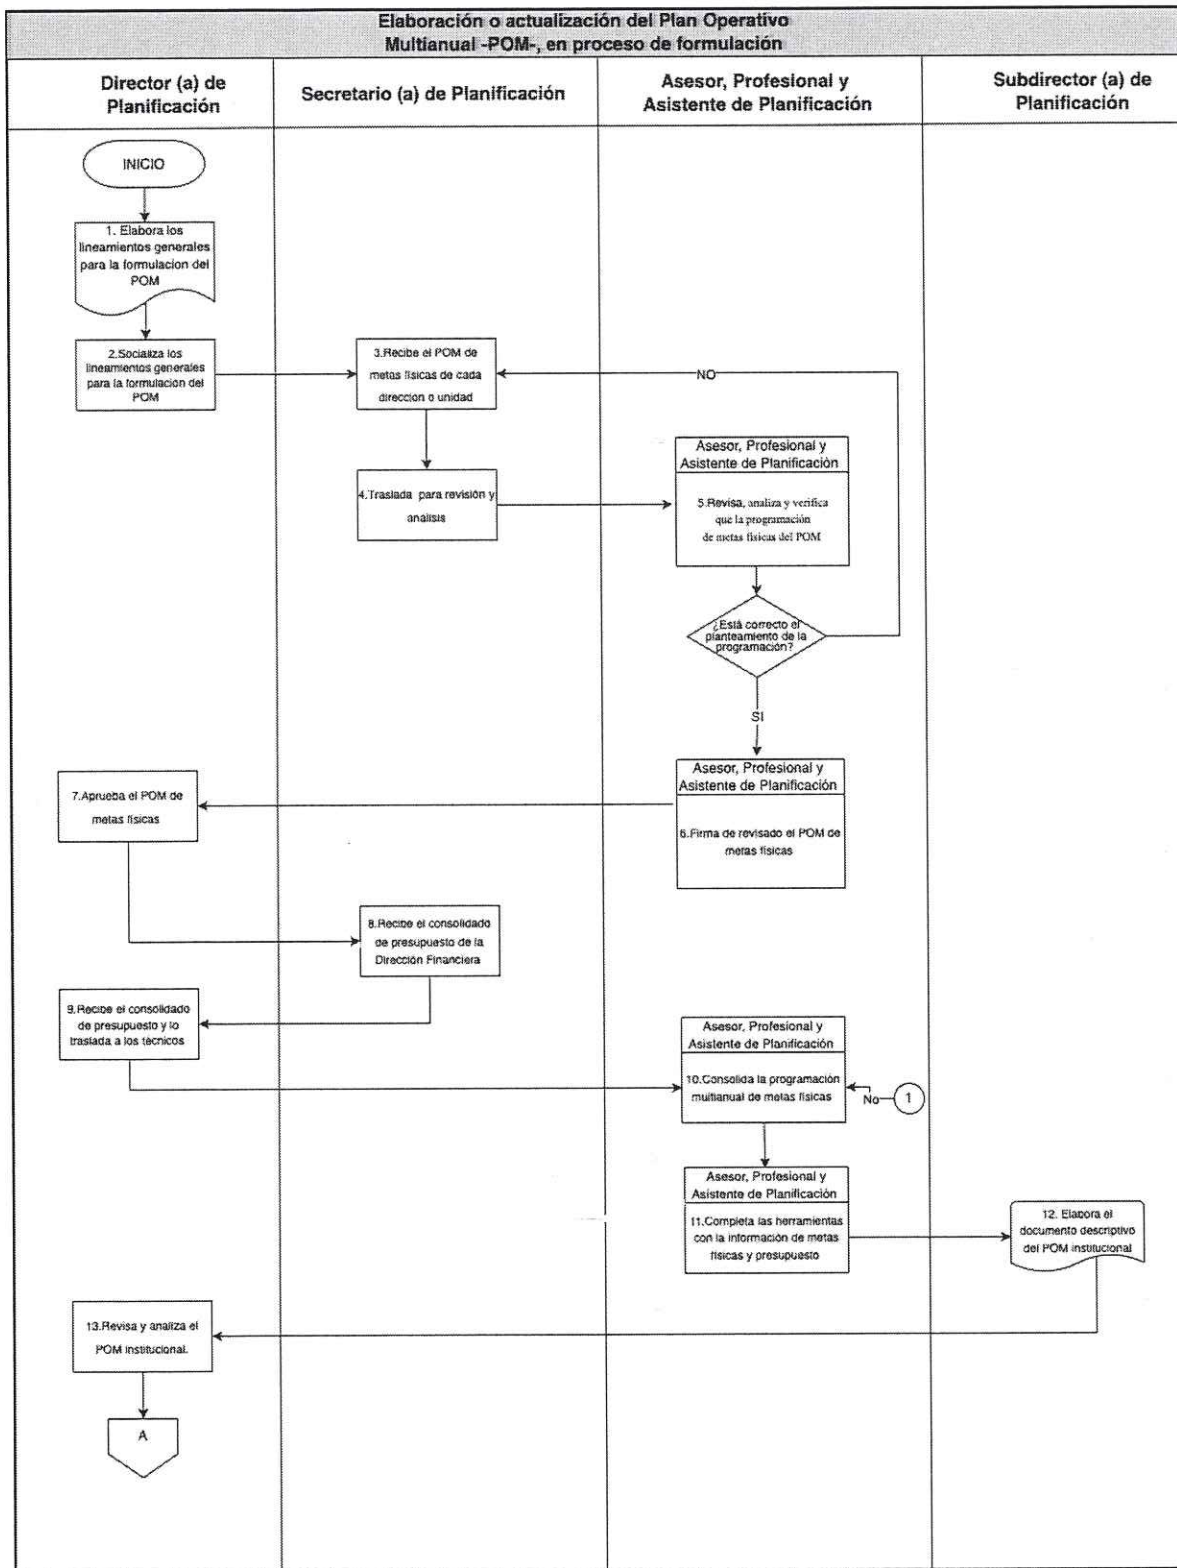 Elaboración o actualización del Plan Operativo
Multianual -POM-, en proceso de formulación
Director (a) de
Planificación
Secretario (a) de Planificación
Asesor, Profesional y
Asistente de Planificación
Subdirector (a) de
Planificación
INICIO
1. Elabora los
lineamientos generales
para la formulacion del
POM
2.Socializa los
lineamientos generales
para la formulacion del
POM
3.Recibe el POM de
metas físicas de cada
direccion o unidad
NO
4.Traslada para revisión y
analisis
Asesor, Profesional y
Asistente de Planificación
5.Revisa, analiza y verifica
que la programación
de metas físicas del POM
¿Está correcto el
planteamiento de la
programación?
SI
Asesor, Profesional y
Asistente de Planificación
6.Firma de revisado el POM de
metas físicas
7.Aprueba el POM de
metas físicas
8.Recibe el consolidado
de presupuesto de la
Dirección Financiera
9.Recibe el consolidado
de presupuesto y lo
traslada a los técnicos
Asesor, Profesional y
Asistente de Planificación
10.Consolida la programación
multianual de metas físicas
No
1
Asesor, Profesional y
Asistente de Planificación
11.Completa las herramientas
con la información de metas
físicas y presupuesto
12. Elabora el
documento descriptivo
del POM institucional
13.Revisa y analiza el
POM institucional.
A